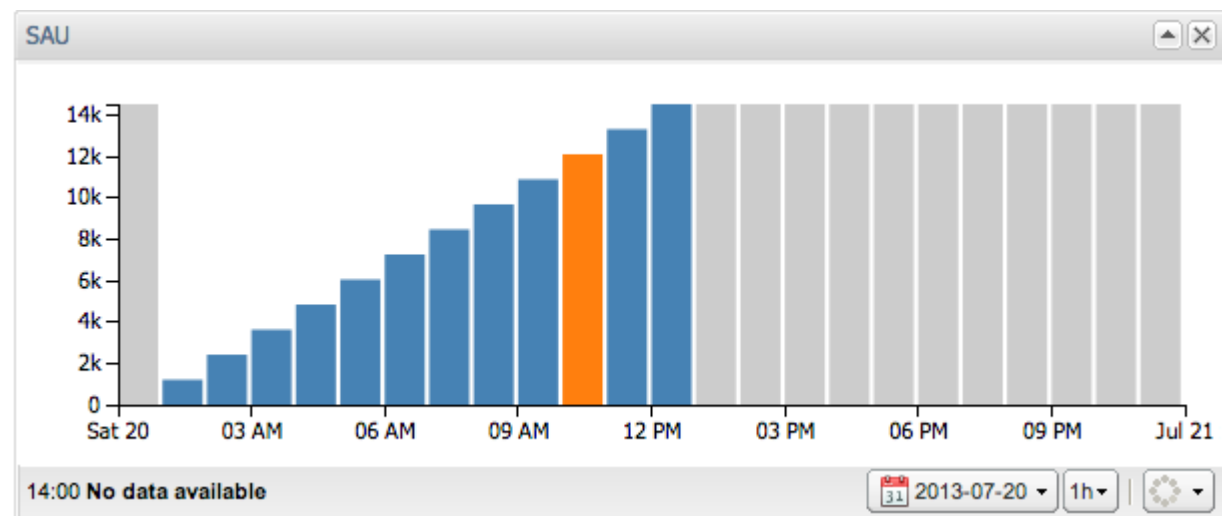 SAU
14k
12k
10k
8k
6k
4k
2k
0
Sat 20 03 AM 06 AM 09 AM 12 PM 03 PM 06 PM 09 PM Jul 21
14:00 No data available 31 2013-07-20 1h